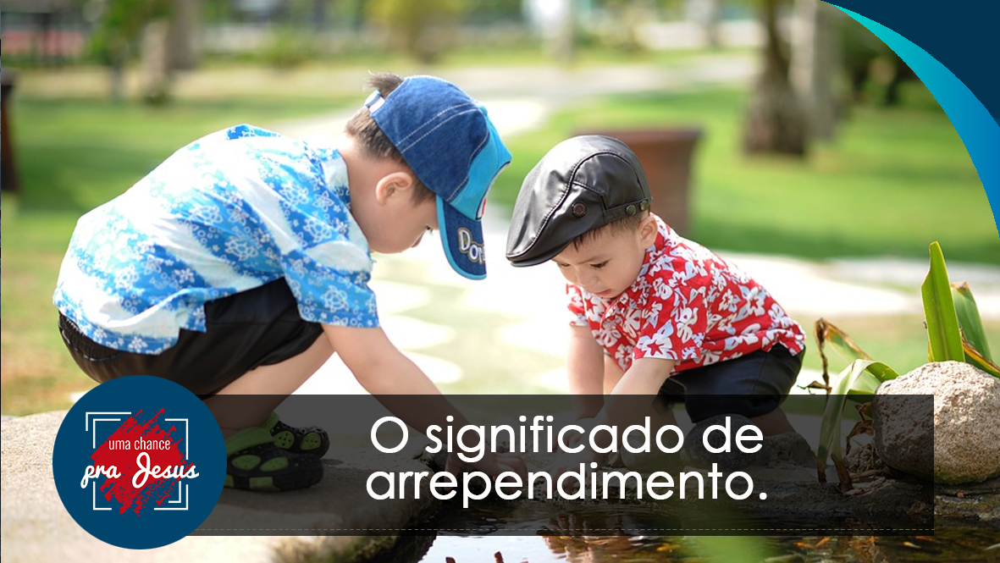 O significado de
arrependimento.
uma chance
pra Jesus